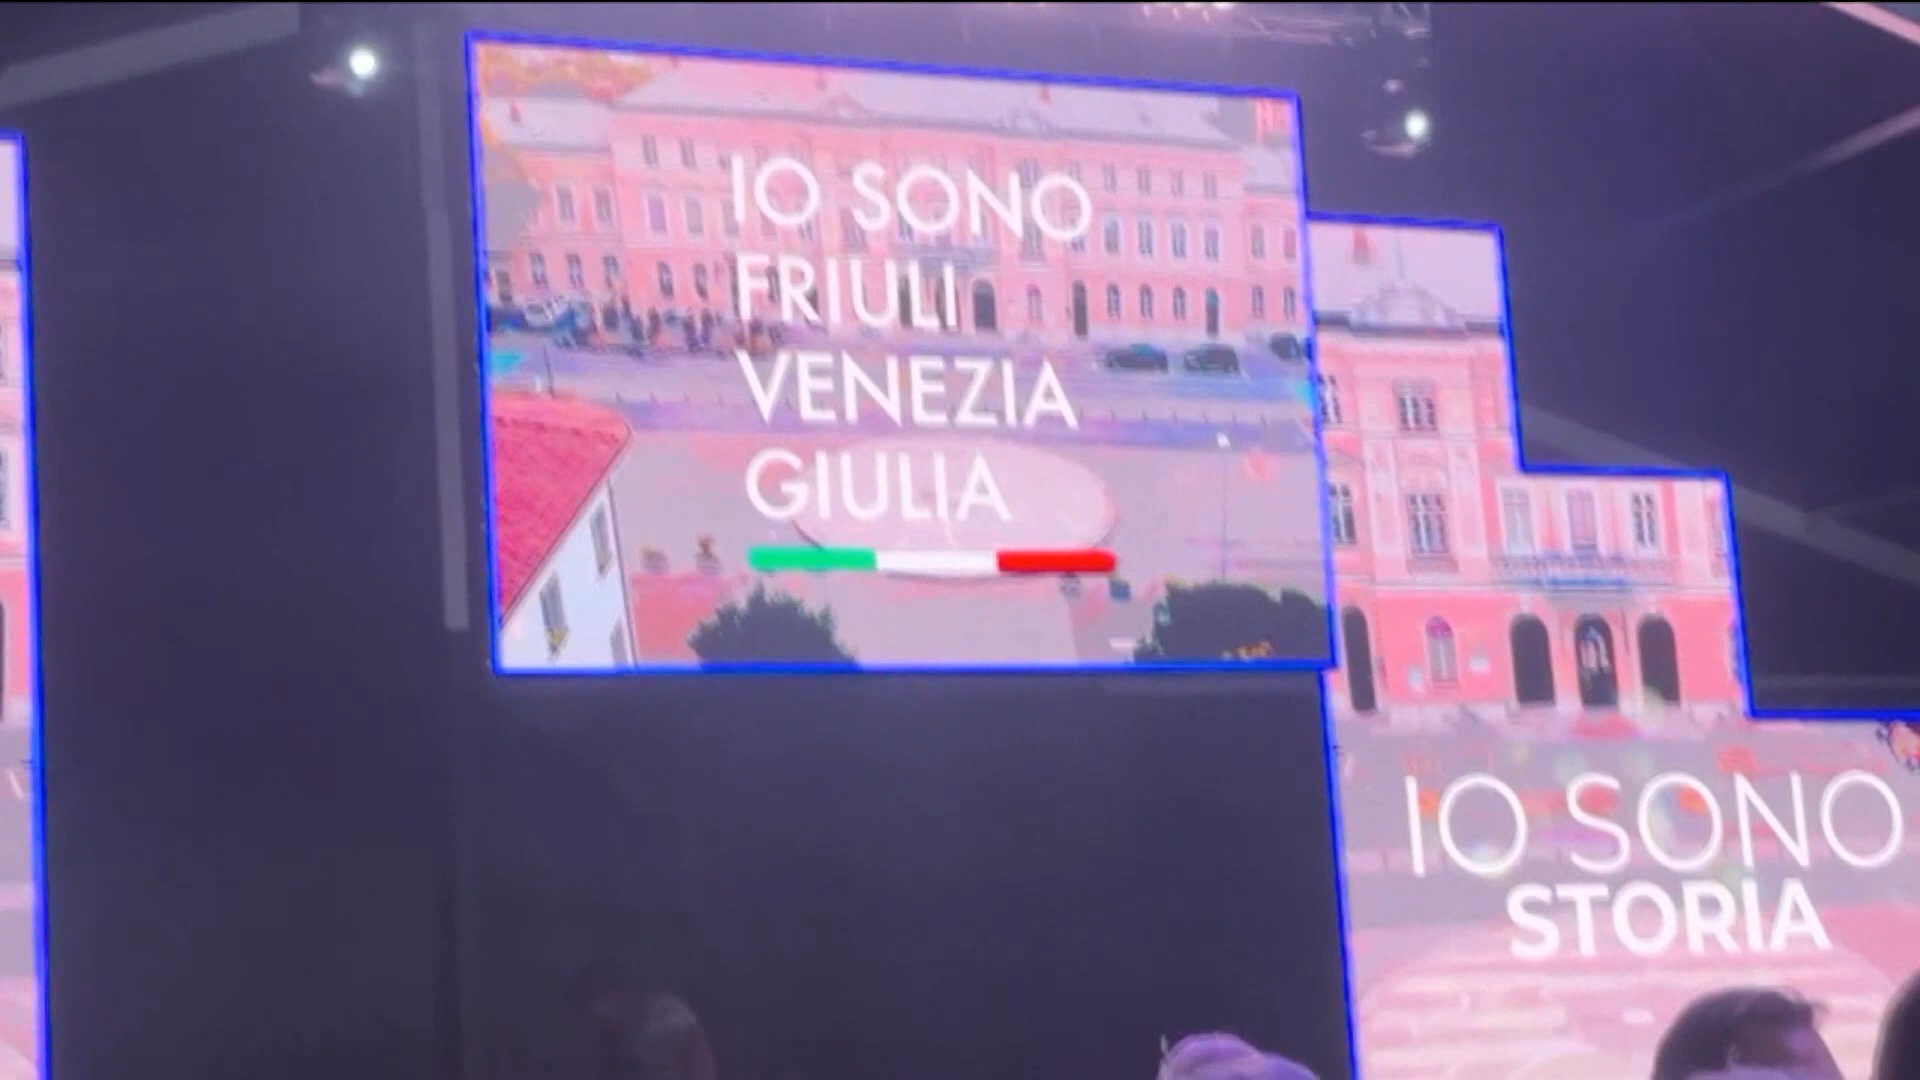 IO SONO
FRIULI
VENEZIA
GIULIA
IO SONO
STORIA